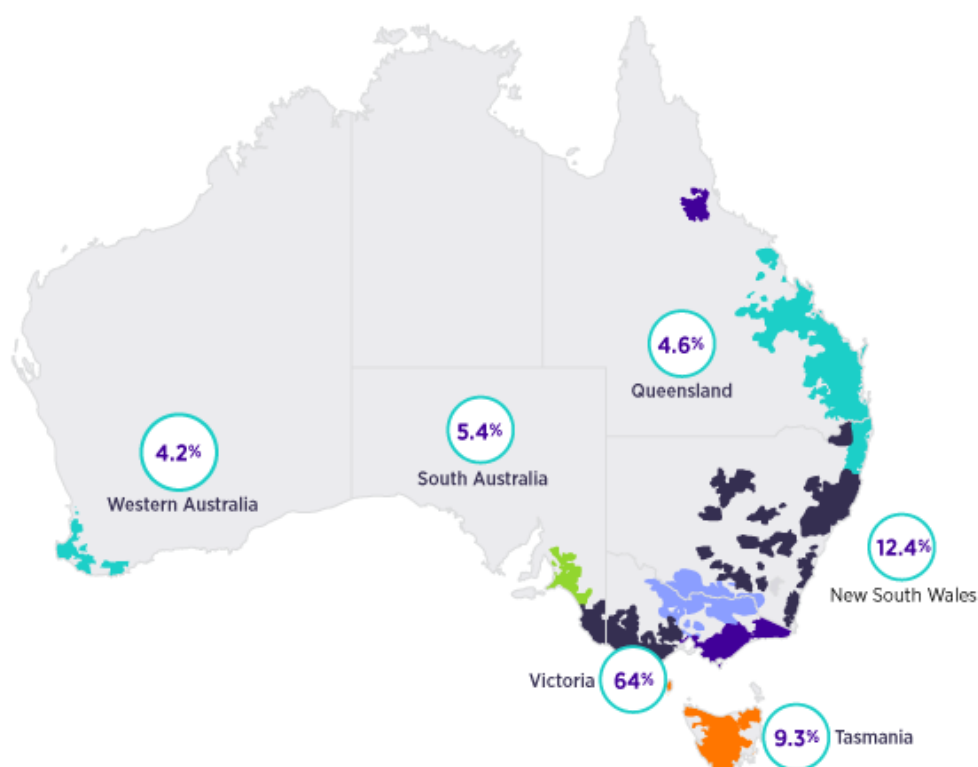 4.6%
Queensland
4.2%
Western Australia
5.4%
South Australia
12.4%
New South Wales
Victoria
64%
9.3%
Tasmania